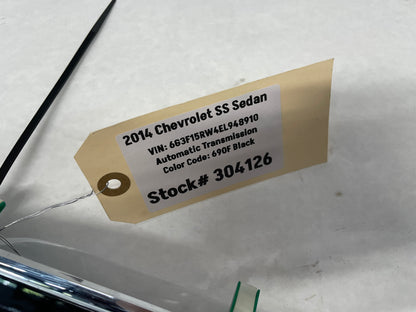 2014 Chevrolet SS Sedan
VIN: 6G3F15RW4EL948910
Automatic Transmission
Color Code: 690F Black
Stock# 304126